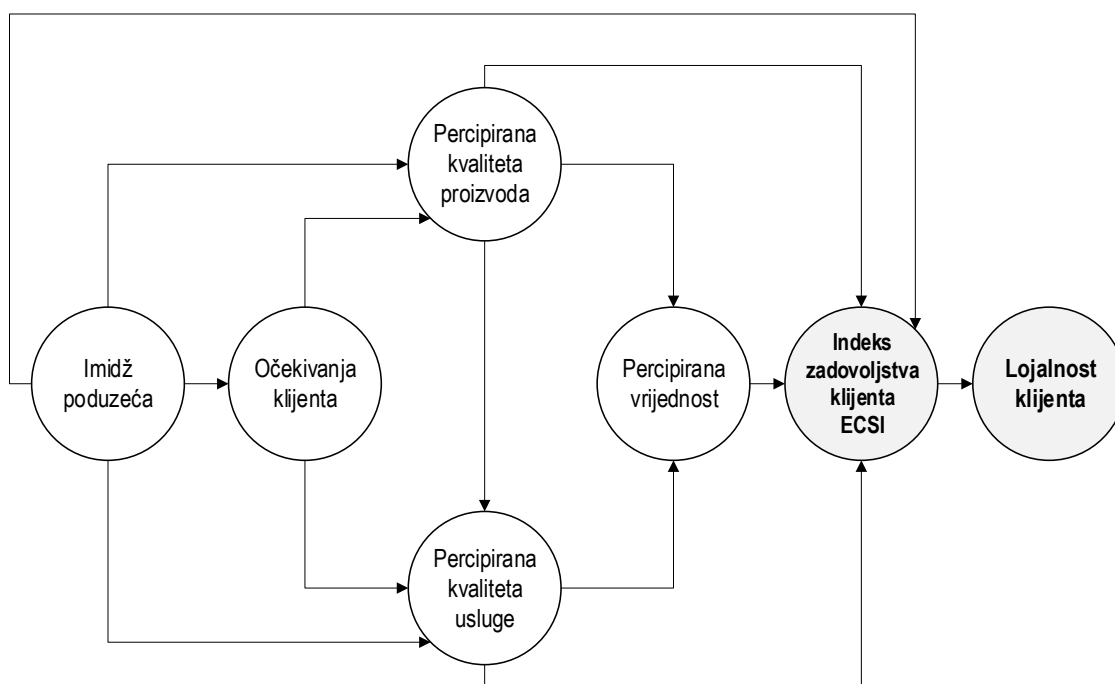 Percipirana
kvaliteta
proizvoda
Imidž
poduzeća
Očekivanja
klijenta
Percipirana
vrijednost
Indeks
zadovoljstva
klijenta
ECSI
Lojalnost
klijenta
Percipirana
kvaliteta
usluge